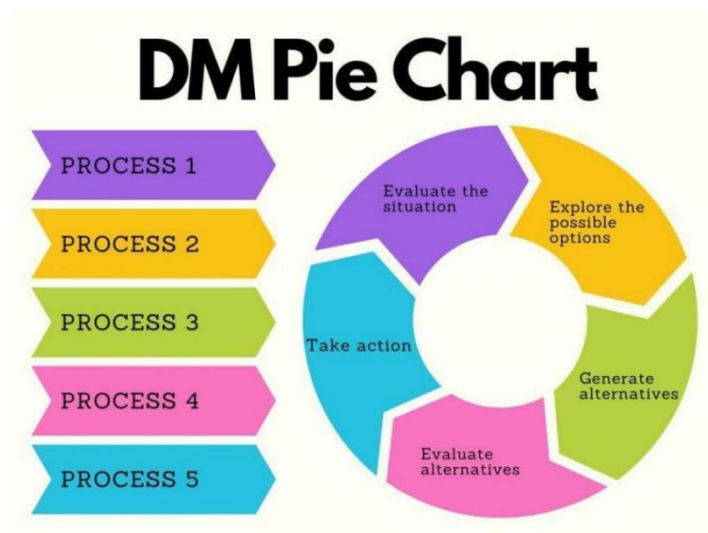 DM Pie Chart
PROCESS 1
PROCESS 2
PROCESS 3
PROCESS 4
PROCESS 5
Evaluate the
situation
Explore the
possible
options
Generate
alternatives
Evaluate
alternatives
Take action